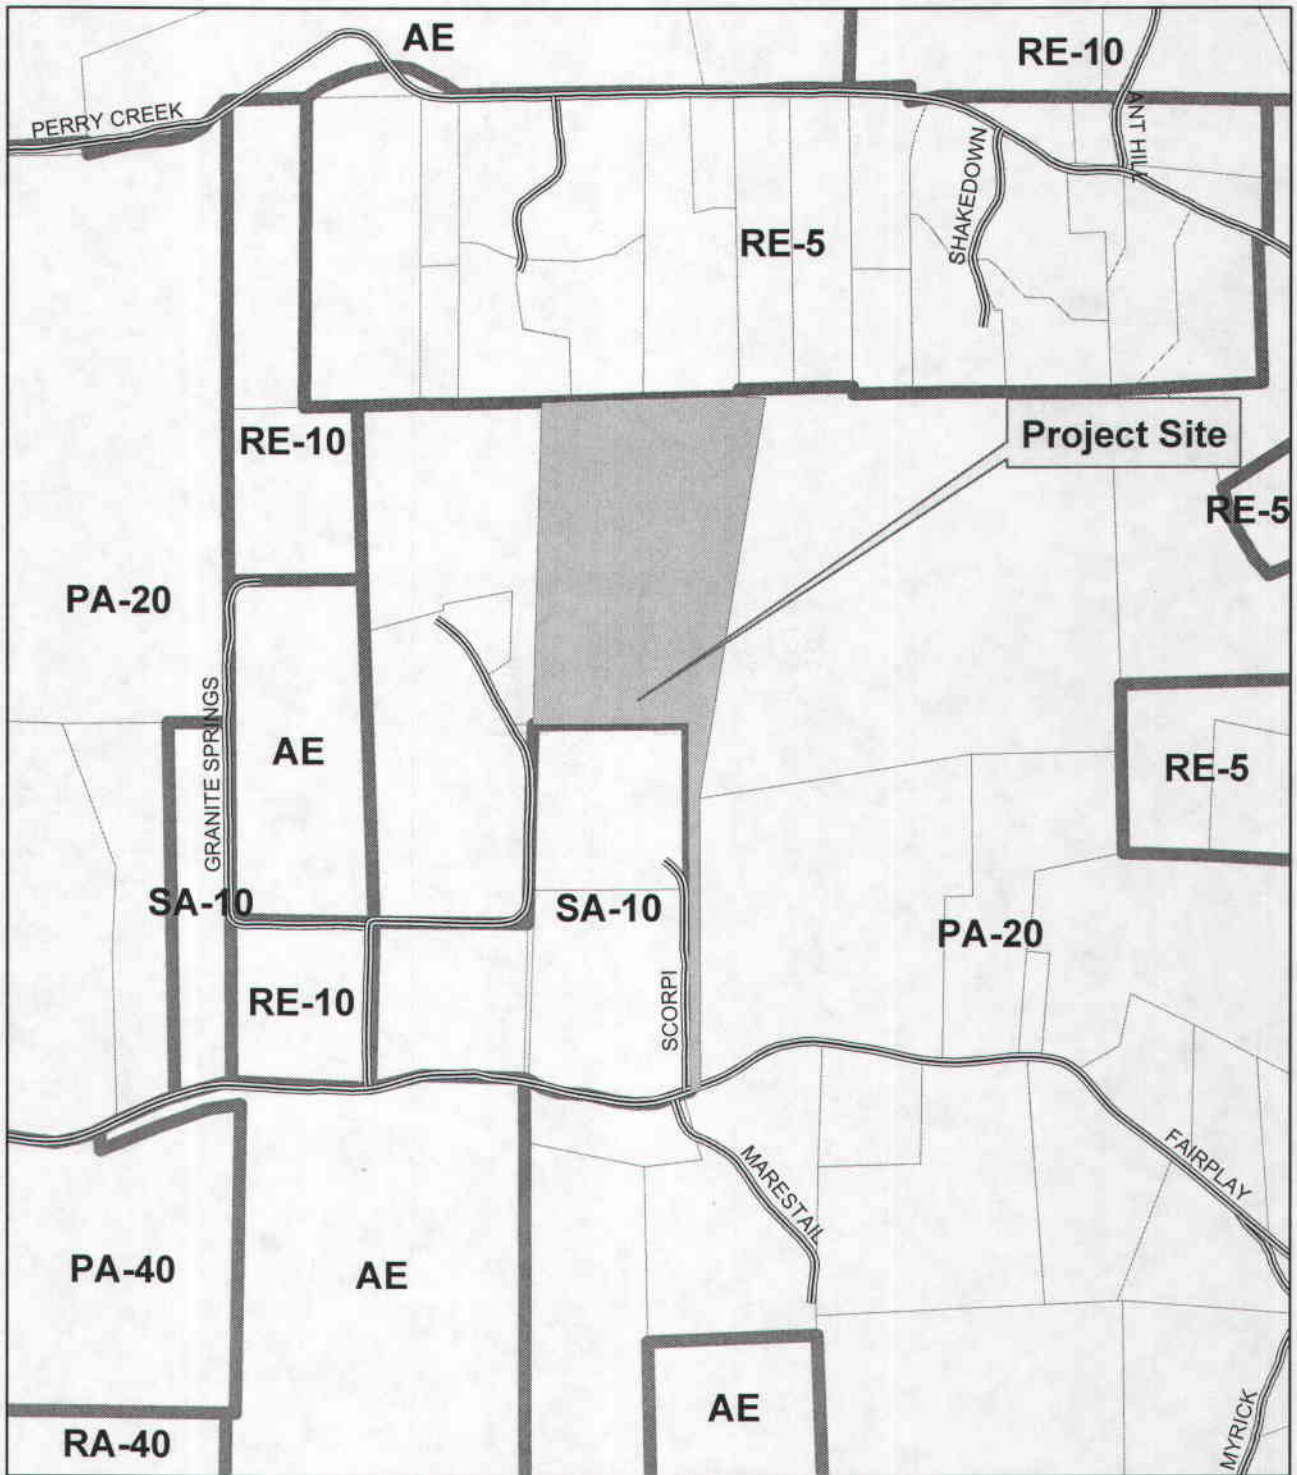 AE
RE-10
PERRY CREEK
ANT HILL
SHAKEDOWN
RE-5
Project Site
RE-10
RE-5
PA-20
GRANITE SPRINGS
AE
RE-5
SA-10
SA-10
PA-20
RE-10
SCORPI
MARESTAIL
FAIRPLAY
PA-40
AE
AE
MYRICK
RA-40